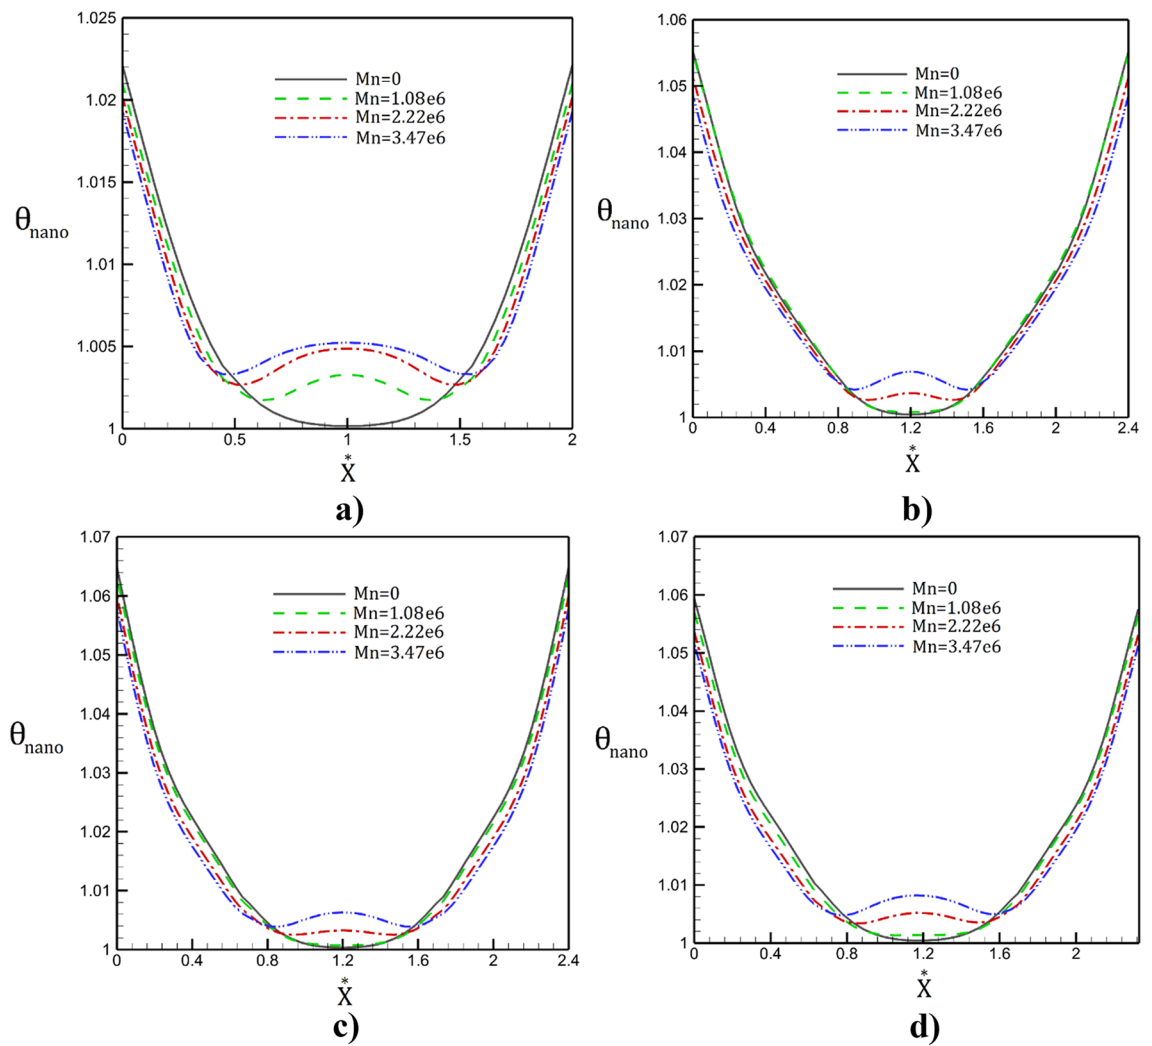 1.025
1.02
1.015
1.01
1.005
1
θnano
Mn=0
Mn=1.08e6
Mn=2.22e6
Mn=3.47e6
0 0.5 1 1.5 2
*
X
a)
1.06
1.05
1.04
1.03
1.02
1.01
1
θnano
Mn=0
Mn=1.08e6
Mn=2.22e6
Mn=3.47e6
0 0.4 0.8 1.2 1.6 2 2.4
*
X
b)
1.07
1.06
1.05
1.04
1.03
1.02
1.01
1
θnano
Mn=0
Mn=1.08e6
Mn=2.22e6
Mn=3.47e6
0 0.4 0.8 1.2 1.6 2 2.4
*
X
c)
1.07
1.06
1.05
1.04
1.03
1.02
1.01
1
θnano
Mn=0
Mn=1.08e6
Mn=2.22e6
Mn=3.47e6
0 0.4 0.8 1.2 1.6 2
*
X
d)